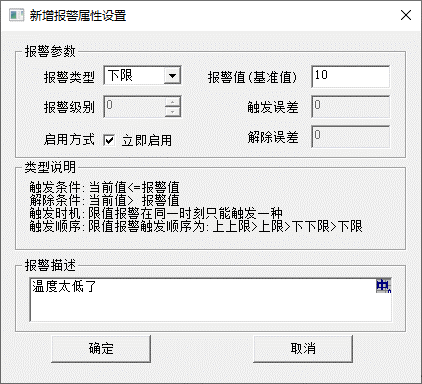 新增报警属性设置
报警参数
报警类型 下限 报警值(基准值) 10
报警级别 0 触发误差 0
启用方式 立即启用 解除误差 0
类型说明
触发条件: 当前值<=报警值
解除条件: 当前值> 报警值
触发时机: 限值报警在同一时刻只能触发一种
触发顺序: 限值报警触发顺序为: 上上限>上限>下下限>下限
报警描述
温度太低了
中
确定 取消